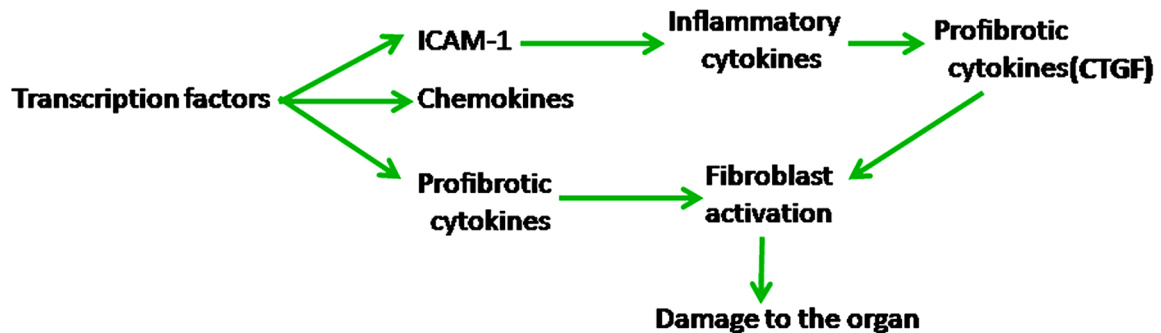 Transcription factors
ICAM-1
Chemokines
Profibrotic
cytokines
Inflammatory
cytokines
Profibrotic
cytokines(CTGF)
Fibroblast
activation
Damage to the organ